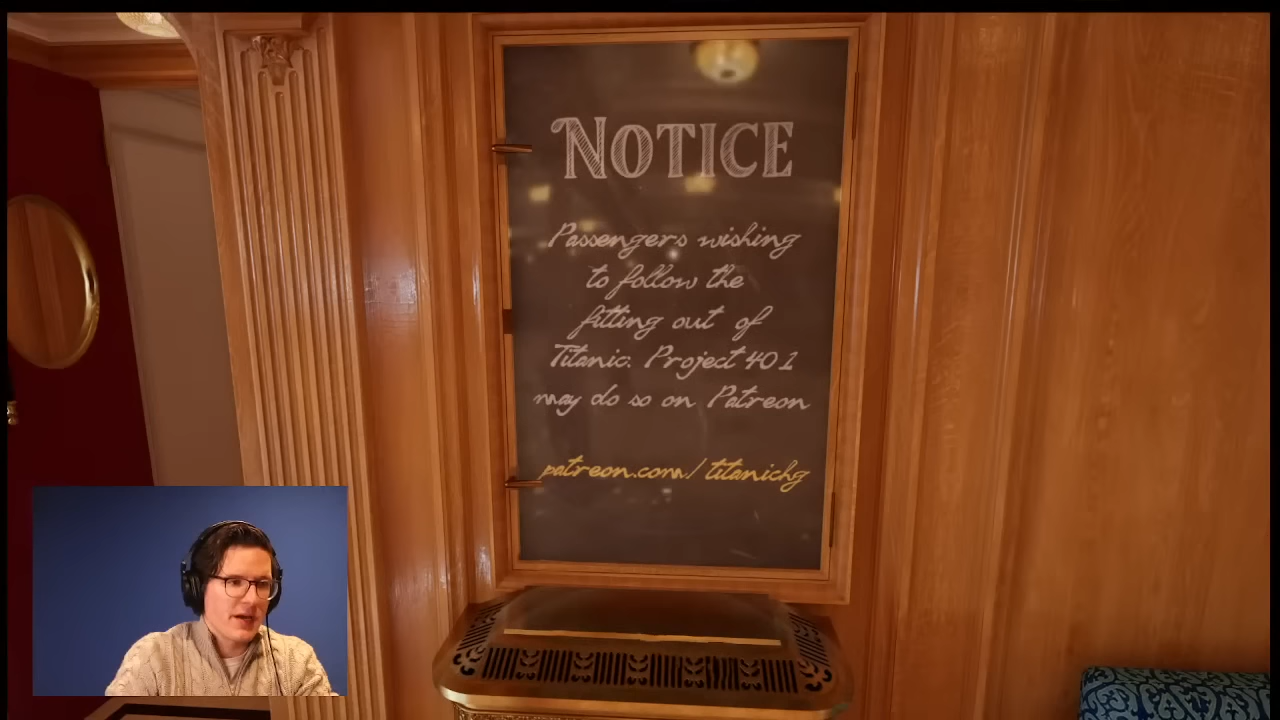 NOTICE
Passengers wishing
to follow the
fitting out of
Titanic: Project 401
may do so on Patreon
patreon.com/titanichg